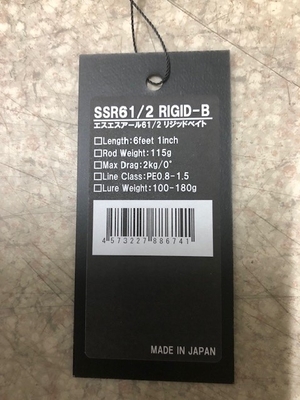 SSR61/2 RIGID-B
エスエスアール61/2 リジッドベイト
□Length:6feet 1inch
□Rod Weight:115g
□Max Drag:2kg/0°
□Line Class:PE0.8-1.5
□Lure Weight:100-180g
4573227886741
MADE IN JAPAN